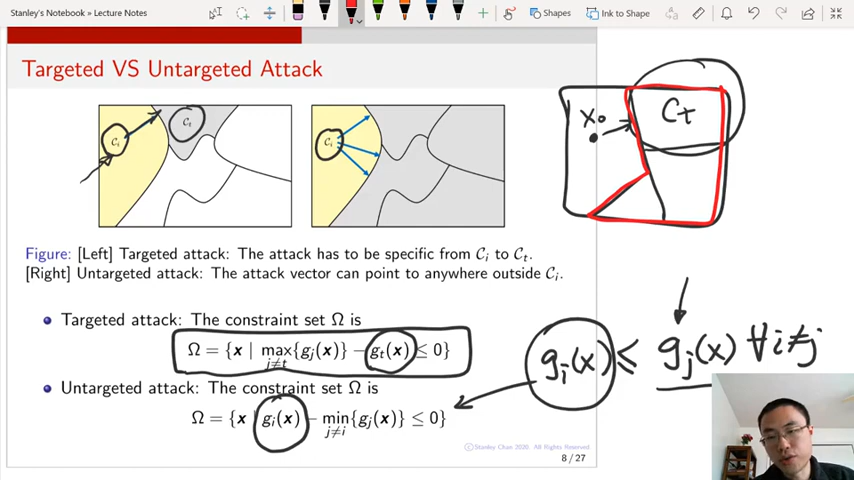 Stanley's Notebook » Lecture Notes
Shapes
Ink to Shape
Targeted VS Untargeted Attack
𝒞ᵢ
𝒞ₜ
𝒞ᵢ
X₀
Cₜ
Figure: [Left] Targeted attack: The attack has to be specific from 𝒞ᵢ to 𝒞ₜ.
[Right] Untargeted attack: The attack vector can point to anywhere outside 𝒞ᵢ.
Targeted attack: The constraint set Ω is
Ω = {x | max_{j≠t}{gⱼ(x)} − gₜ(x) ≤ 0}
gᵢ(x) ≤ gⱼ(x) ∀i≠j
Untargeted attack: The constraint set Ω is
Ω = {x | gᵢ(x) − min_{j≠i}{gⱼ(x)} ≤ 0}
©Stanley Chan 2020. All Rights Reserved.
8 / 27